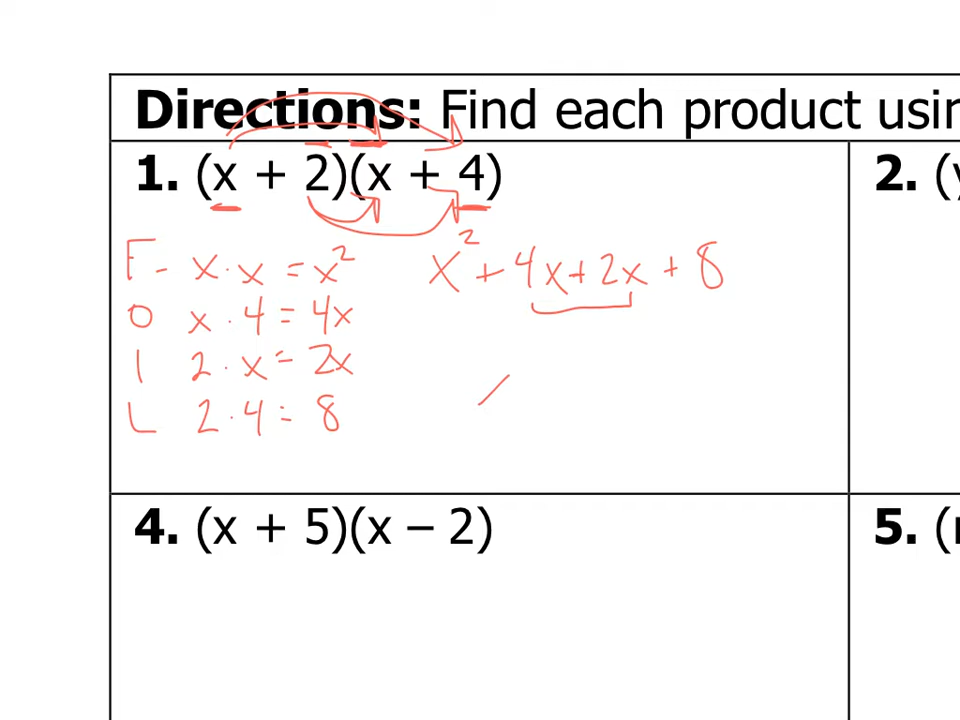 Directions: Find each product usin
1. (x + 2)(x + 4)
2. (y
F - x · x = x²
x² + 4x + 2x + 8
O x · 4 = 4x
I 2 · x = 2x
L 2 · 4 = 8
4. (x + 5)(x – 2)
5. (